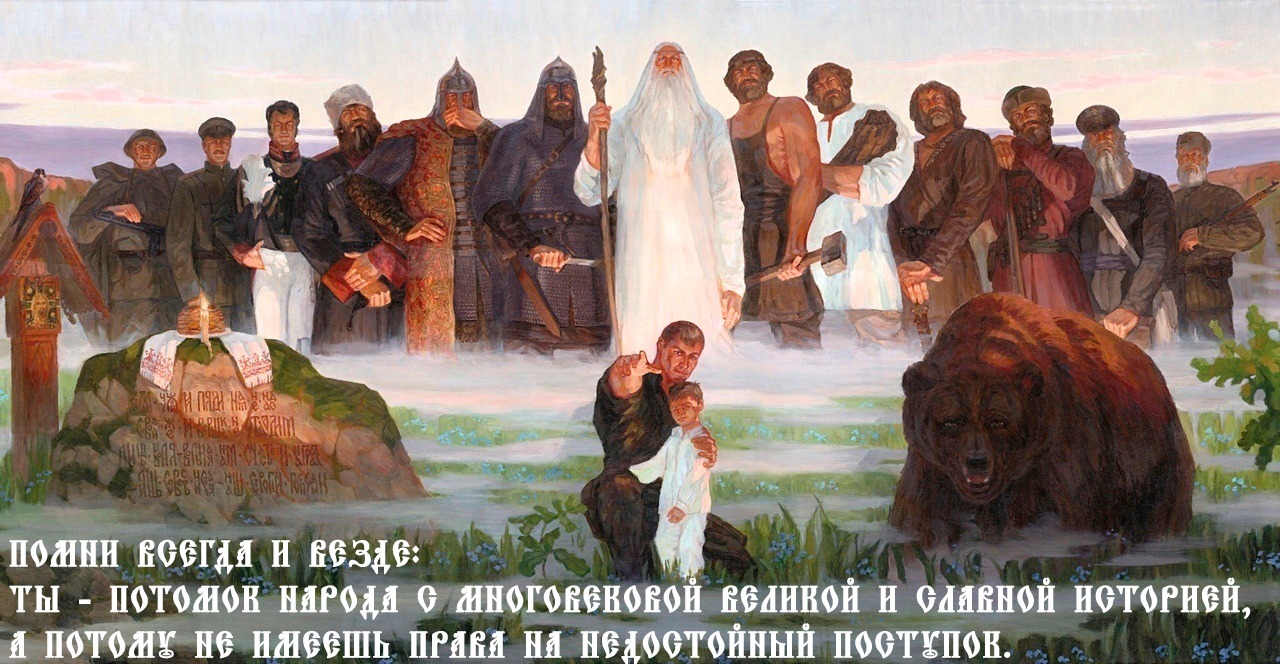 ПОМНИ ВСЕГДА И ВЕЗДЕ:
ТЫ - ПОТОМОК НАРОДА С МНОГОВЕКОВОЙ ВЕЛИКОЙ И СЛАВНОЙ ИСТОРИЕЙ,
А ПОТОМУ НЕ ИМЕЕШЬ ПРАВА НА НЕДОСТОЙНЫЙ ПОСТУПОК.